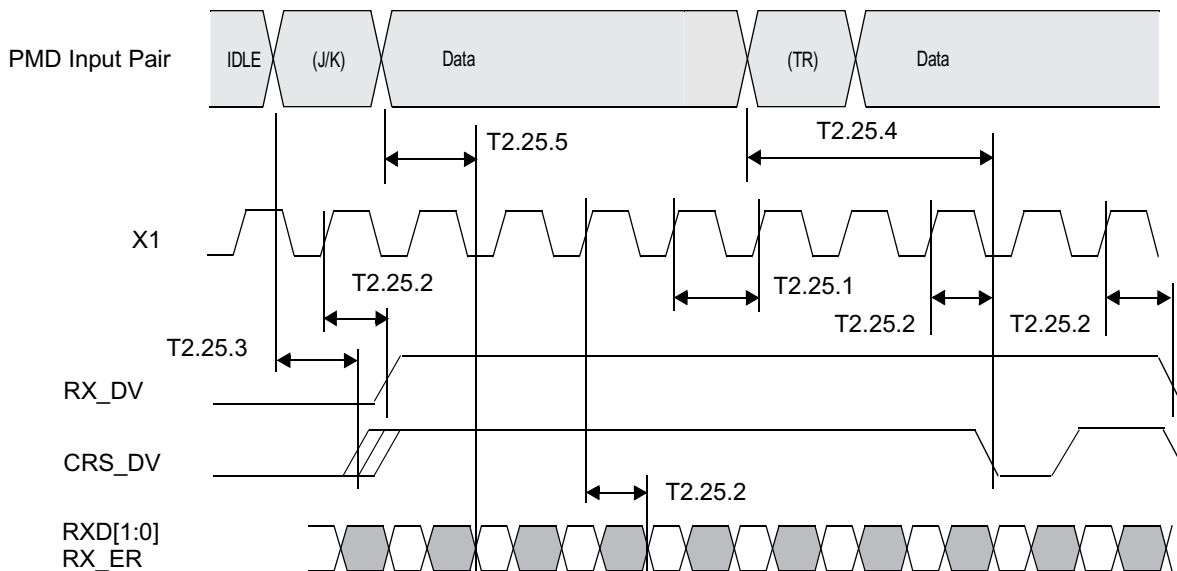 PMD Input Pair
IDLE
(J/K)
Data
(TR)
Data
T2.25.5
T2.25.4
X1
T2.25.2
T2.25.1
T2.25.2
T2.25.2
T2.25.3
RX_DV
CRS_DV
T2.25.2
RXD[1:0]
RX_ER